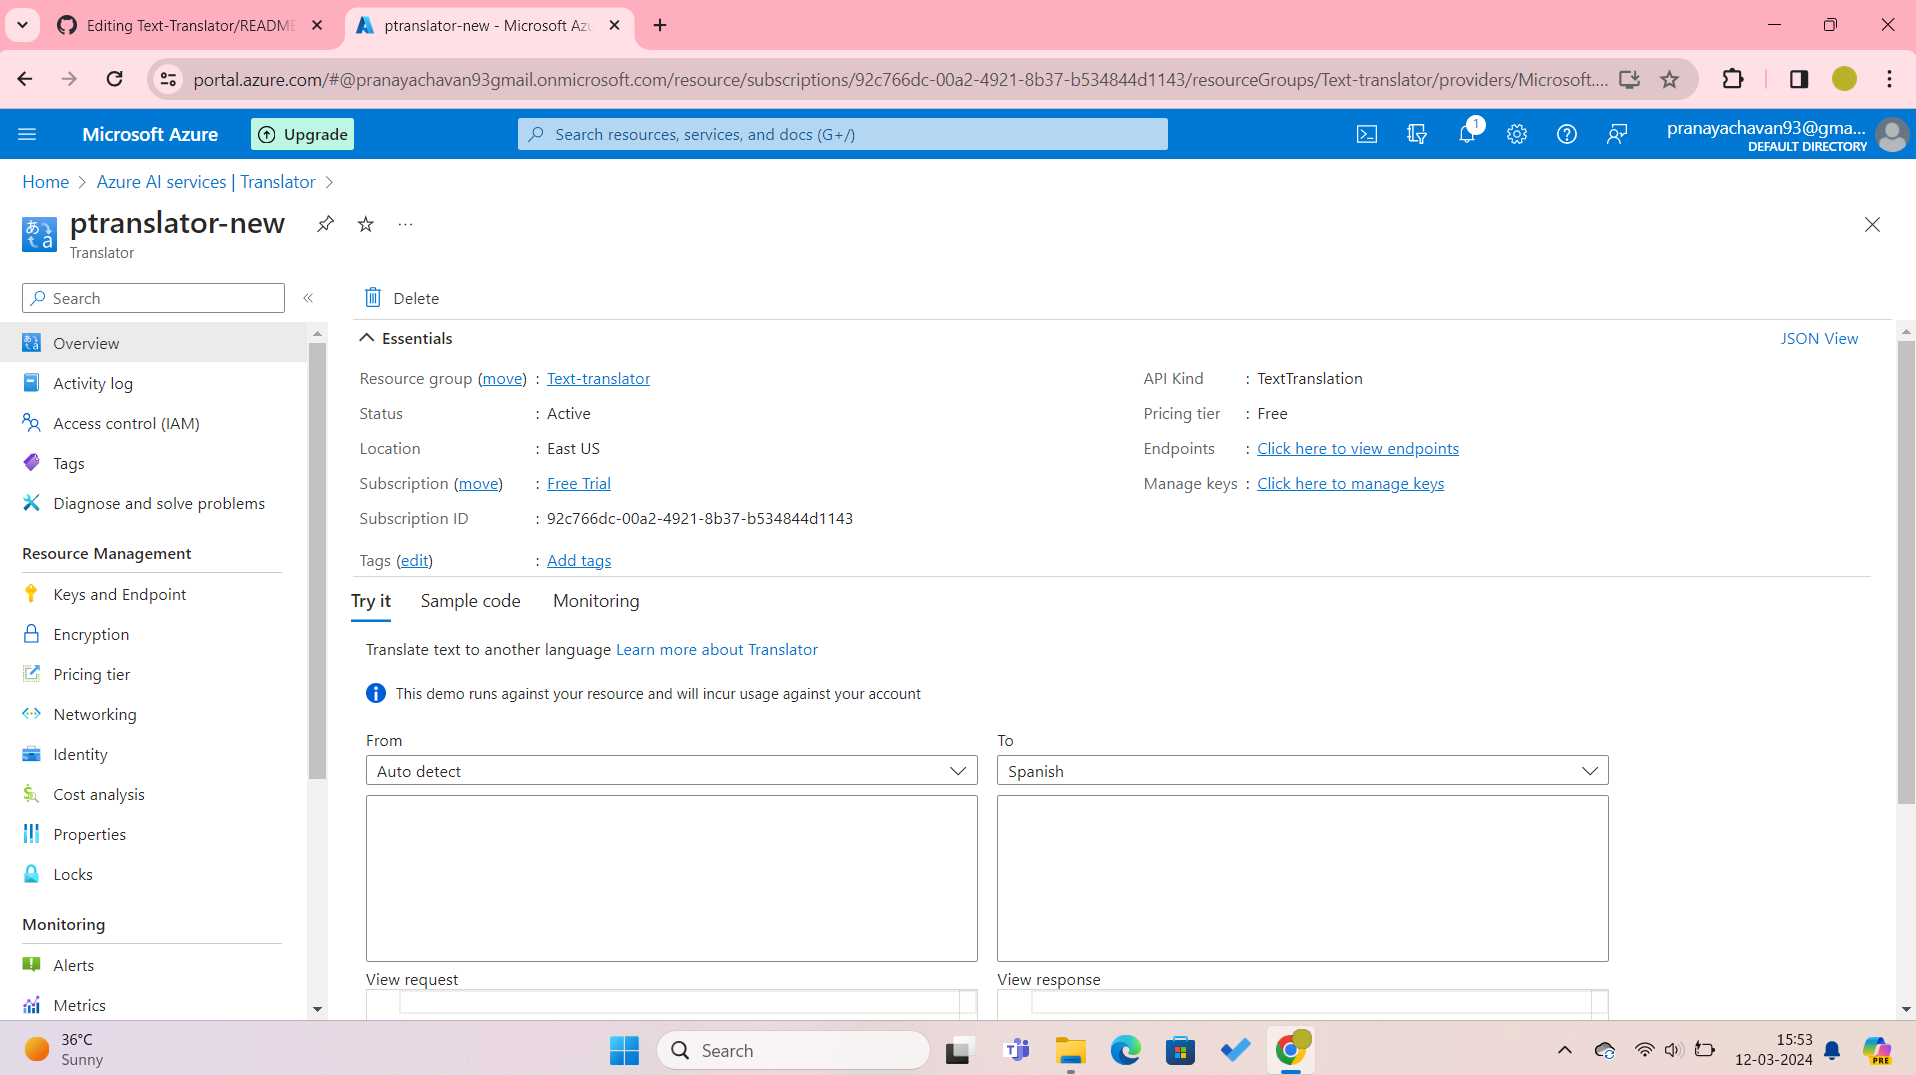 Editing Text-Translator/README
ptranslator-new - Microsoft Azu
portal.azure.com/#@pranayachavan93gmail.onmicrosoft.com/resource/subscriptions/92c766dc-00a2-4921-8b37-b534844d1143/resourceGroups/Text-translator/providers/Microsoft....
Microsoft Azure
Upgrade
Search resources, services, and docs (G+/)
1
pranayachavan93@gma...
DEFAULT DIRECTORY
Home > Azure AI services | Translator >
ptranslator-new
...
Translator
Search
Delete
Overview
Activity log
Access control (IAM)
Tags
Diagnose and solve problems
Resource Management
Keys and Endpoint
Encryption
Pricing tier
Networking
Identity
Cost analysis
Properties
Locks
Monitoring
Alerts
Metrics
Essentials
JSON View
Resource group (move) : Text-translator
Status : Active
Location : East US
Subscription (move) : Free Trial
Subscription ID : 92c766dc-00a2-4921-8b37-b534844d1143
Tags (edit) : Add tags
API Kind : TextTranslation
Pricing tier : Free
Endpoints : Click here to view endpoints
Manage keys : Click here to manage keys
Try it Sample code Monitoring
Translate text to another language Learn more about Translator
This demo runs against your resource and will incur usage against your account
From
Auto detect
To
Spanish
View request
View response
36°C
Sunny
Search
15:53
12-03-2024
PRE